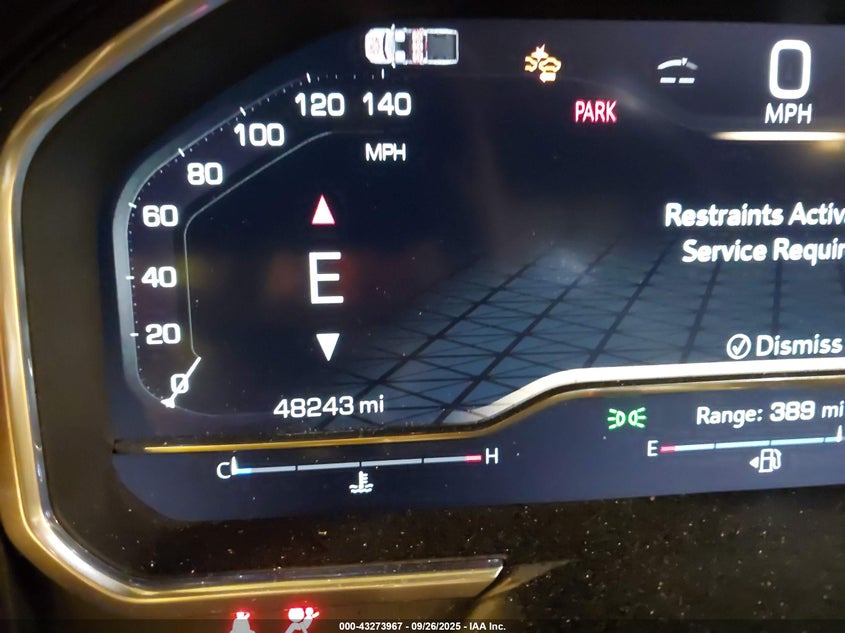 0
MPH
PARK
120 140
100
MPH
80
60
Restraints Activ
Service Requir
E
40
20
Dismiss
0
48243 mi
Range: 389 mi
C H
E
000-43273967 - 09/26/2025 - IAA Inc.